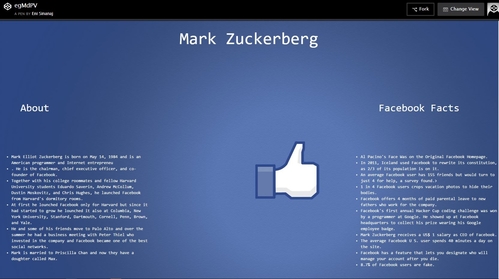 egMdPV
A PEN BY Eni Sinanaj
Fork
Change View
Mark Zuckerberg
About
• Mark Elliot Zuckerberg is Born on May 14, 1984 and is an
American programmer and Internet entrepreneu
• . He is the chairman, chief executive officer, and co-
founder of Facebook.
• Together with his college roommates and fellow Harvard
University students Eduardo Saverin, Andrew McCollum,
Dustin Moskovitz, and Chris Hughes, he launched Facebook
from Harvard's dormitory rooms.
• At first he launched Facebook only for Harvard but since it
had started to grow he launched it also at Columbia, New
York University, Stanford, Dartmouth, Cornell, Penn, Brown,
and Yale.
• He and some of his friends move to Palo Alto and over the
summer he had a business meeting with Peter Thiel who
invested in the company and Facebook became one of the best
social networks.
• Mark is Married to Priscilla Chan and now they have a
daughter called Max.
Facebook Facts
• Al Pacino's Face Was on the Original Facebook Homepage.
• In 2011, Iceland used Facebook to rewrite its constitution,
as 2/3 of its population is on it.
• An average Facebook user has 155 friends but would turn to
just 4 for help, a survey found.
• 1 in 4 Facebook users crops vacation photos to hide their
bodies.
• Facebook offers 4 months of paid parental leave to new
fathers who work for the company.
• Facebook's first annual Hacker Cup coding challenge was won
by a programmer at Google. He showed up at Facebook
headquarters to collect his prize wearing his Google
employee badge.
• Mark Zuckerberg receives a US$ 1 salary as CEO of Facebook.
• The average Facebook U.S. user spends 40 minutes a day on
the site.
• Facebook has a feature that lets you designate who will
manage your account after you die.
• 8.7% of Facebook users are fake.